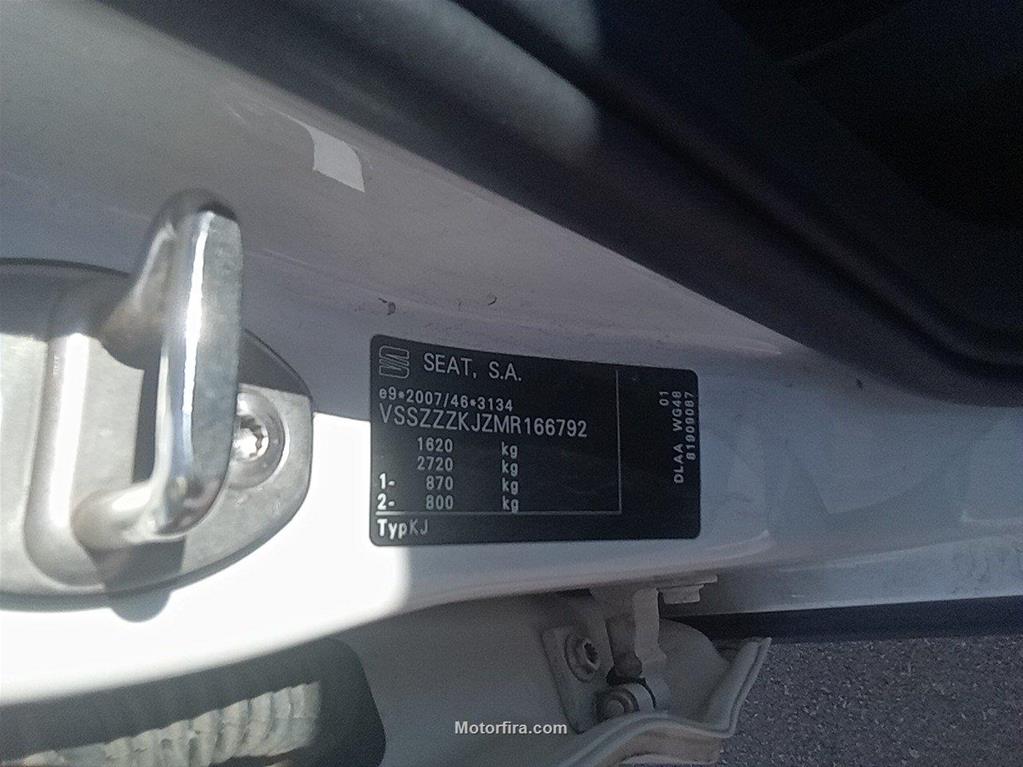 SEAT, S.A.
e9*2007/46*3134
VSSZZZKJZMR166792
1620 kg
2720 kg
1- 870 kg
2- 800 kg
TypKJ
01
DLAA WG48
81909087
Motorfira.com